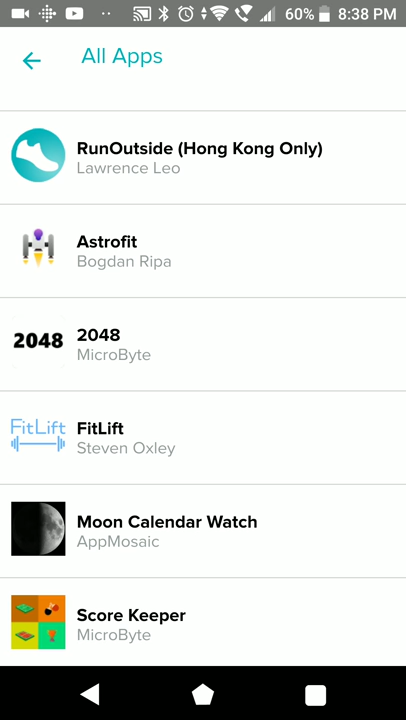 60% 8:38 PM
All Apps
RunOutside (Hong Kong Only)
Lawrence Leo
Astrofit
Bogdan Ripa
2048
2048
MicroByte
FitLift
FitLift
Steven Oxley
Moon Calendar Watch
AppMosaic
Score Keeper
MicroByte